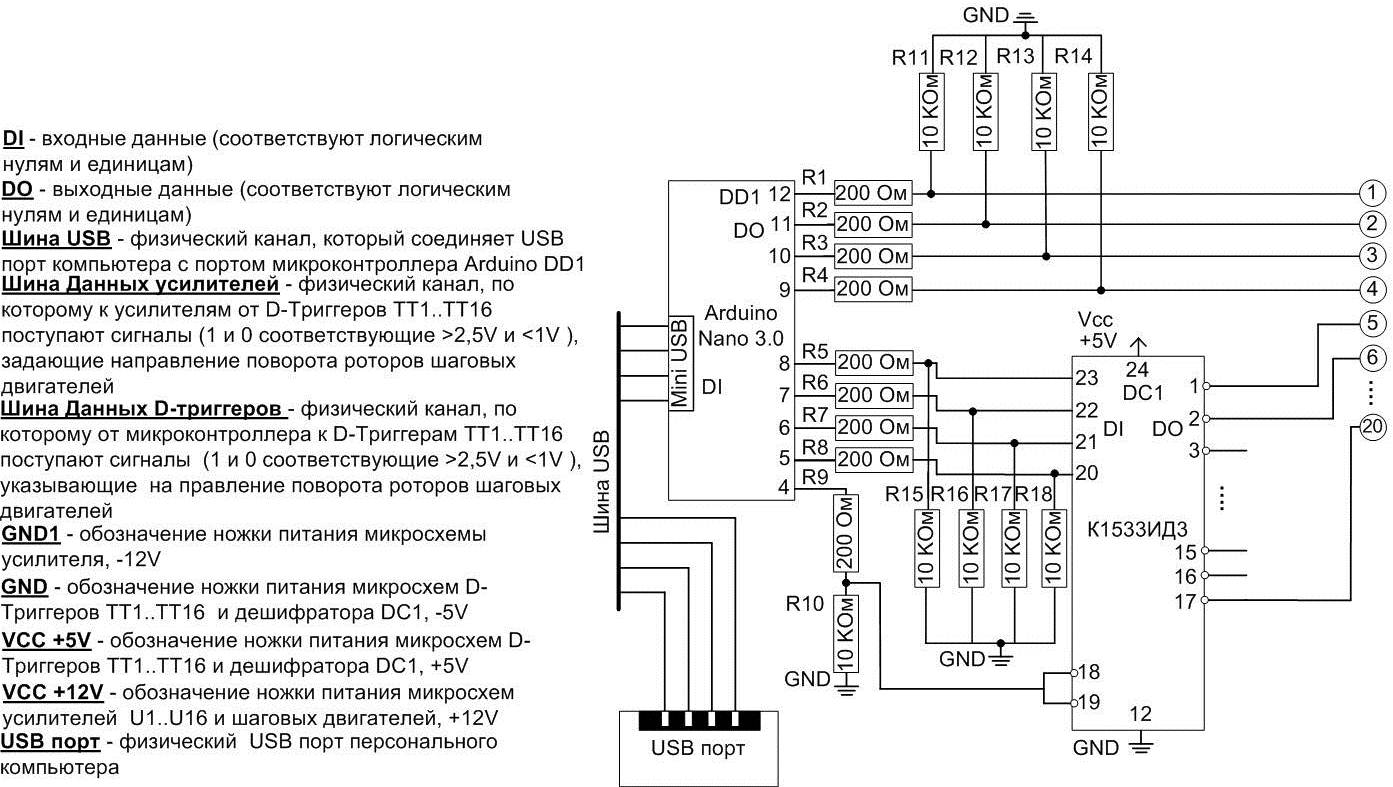 DI - входные данные (соответствуют логическим
нулям и единицам)
DO - выходные данные (соответствуют логическим
нулям и единицам)
Шина USB - физический канал, который соединяет USB
порт компьютера с портом микроконтроллера Arduino DD1
Шина Данных усилителей - физический канал, по
которому к усилителям от D-Триггеров TT1..TT16
поступают сигналы (1 и 0 соответствующие >2,5V и <1V ),
задающие направление поворота роторов шаговых
двигателей
Шина Данных D-триггеров - физический канал, по
которому от микроконтроллера к D-Триггерам TT1..TT16
поступают сигналы (1 и 0 соответствующие >2,5V и <1V ),
указывающие на правление поворота роторов шаговых
двигателей
GND1 - обозначение ножки питания микросхемы
усилителя, -12V
GND - обозначение ножки питания микросхем D-
Триггеров TT1..TT16 и дешифратора DC1, -5V
VCC +5V - обозначение ножки питания микросхем D-
Триггеров TT1..TT16 и дешифратора DC1, +5V
VCC +12V - обозначение ножки питания микросхем
усилителей U1..U16 и шаговых двигателей, +12V
USB порт - физический USB порт персонального
компьютера
GND
R11 R12 R13 R14
10 КОм
10 КОм
10 КОм
10 КОм
DD1 12 R1 200 Ом 1
DO 11 R2 200 Ом 2
10 R3 200 Ом 3
9 R4 200 Ом 4
Arduino
Nano 3.0
Mini USB
DI
8 R5 200 Ом
7 R6 200 Ом
6 R7 200 Ом
5 R8 200 Ом
4 R9
200 Ом
R10
10 КОм
GND
R15 R16 R17 R18
10 КОм
10 КОм
10 КОм
10 КОм
GND
Vcc
+5V
24
DC1
23
22
21
20
DI
DO
1
2
3
К1533ИД3
15
16
17
18
19
12
GND
5
6
20
Шина USB
USB порт